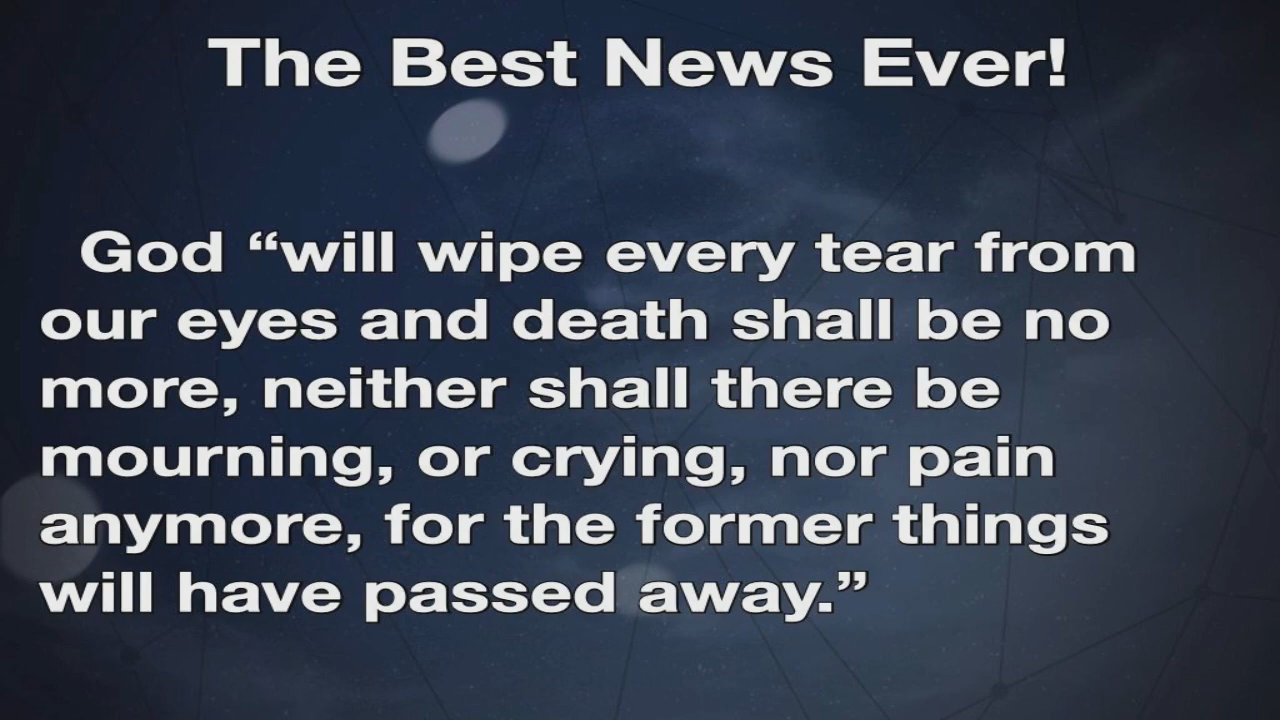 The Best News Ever!
God “will wipe every tear from
our eyes and death shall be no
more, neither shall there be
mourning, or crying, nor pain
anymore, for the former things
will have passed away.”